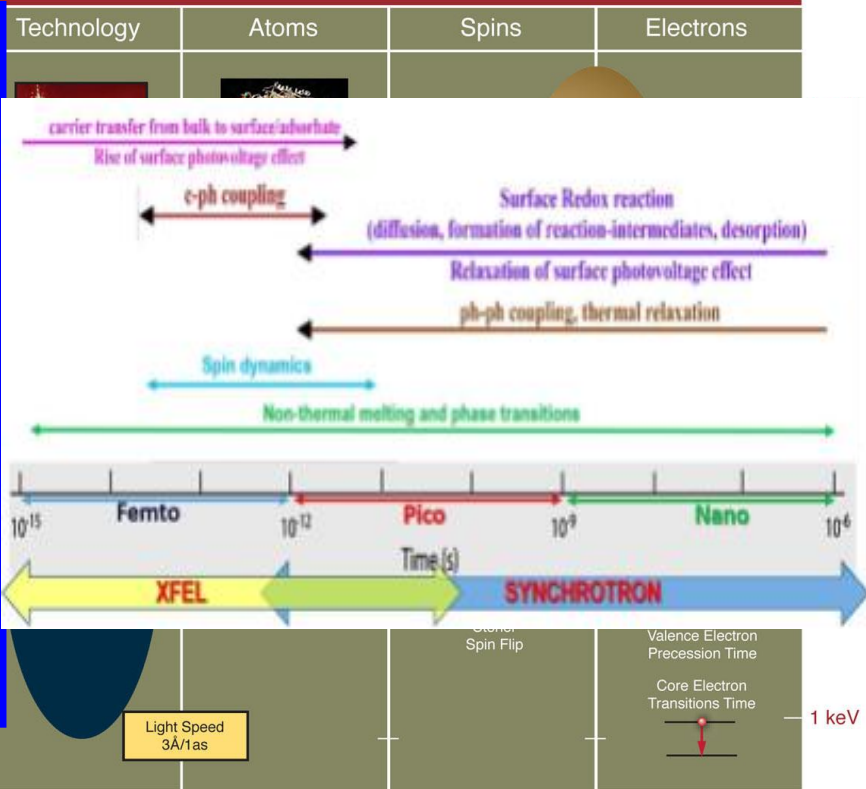 Technology
Atoms
Spins
Electrons
carrier transfer from bulk to surface/adsorbate
Rise of surface photovoltage effect
e-ph coupling
Surface Redox reaction
(diffusion, formation of reaction-intermediates, desorption)
Relaxation of surface photovoltage effect
ph-ph coupling, thermal relaxation
Spin dynamics
Non-thermal melting and phase transitions
Femto
Pico
Nano
10⁻¹⁵
10⁻¹²
10⁻⁹
10⁻⁶
Time (s)
XFEL
SYNCHROTRON
Spin Flip
Valence Electron
Precession Time
Core Electron
Transitions Time
1 keV
Light Speed
3Å/1as